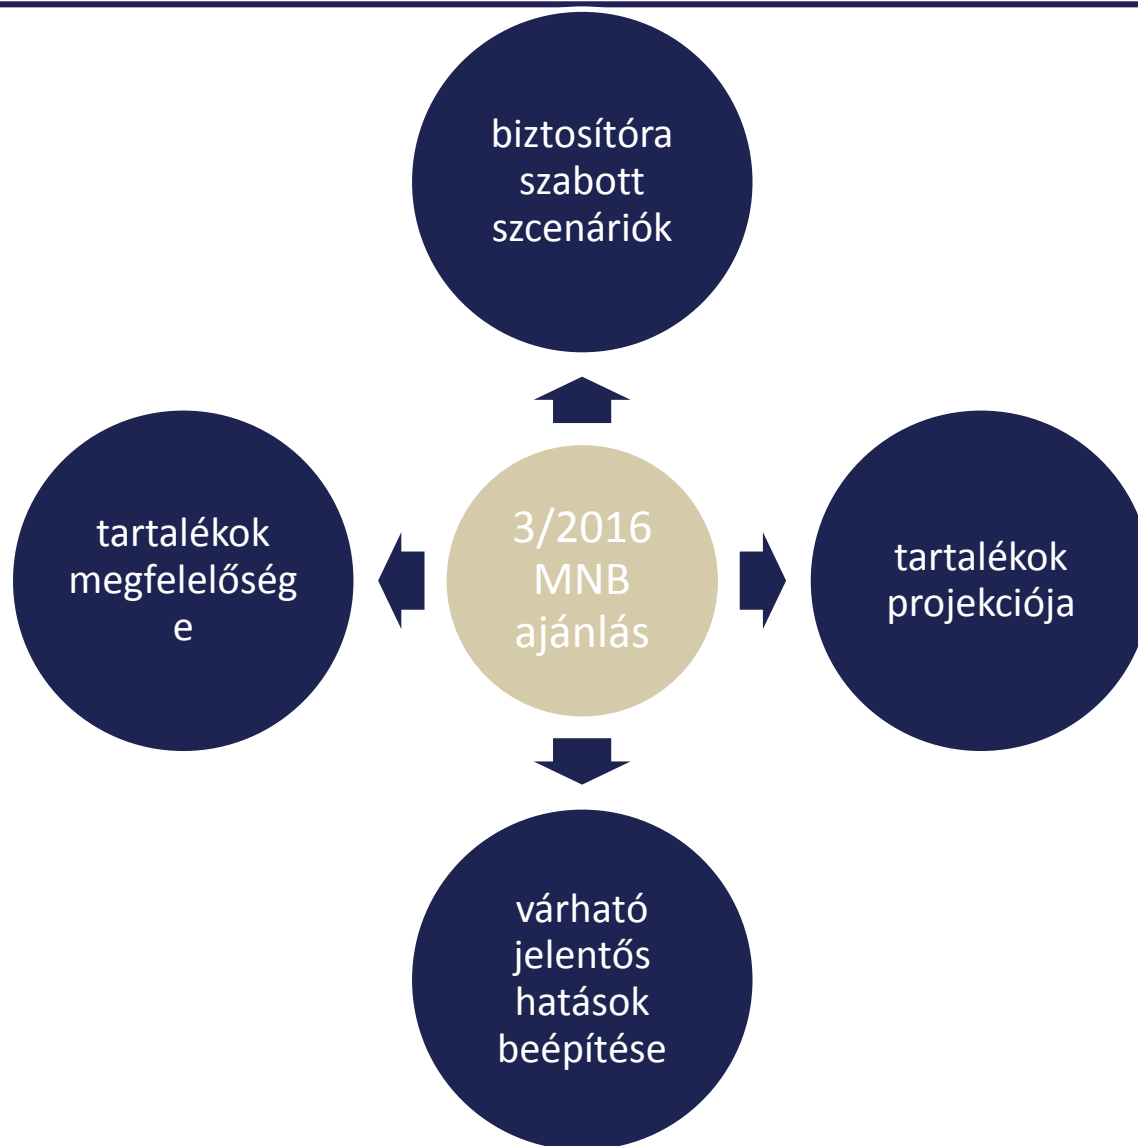 biztosítóra
szabott
szcenáriók
tartalékok
megfelelőség
e
3/2016
MNB
ajánlás
tartalékok
projekciója
várható
jelentős
hatások
beépítése